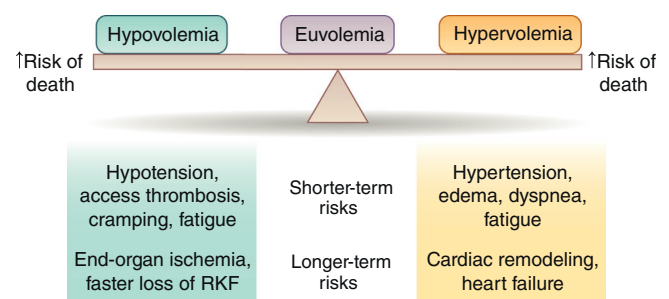 Hypovolemia Euvolemia Hypervolemia
↑Risk of
death
↑Risk of
death
Hypotension,
access thrombosis,
cramping, fatigue
Shorter-term
risks
Hypertension,
edema, dyspnea,
fatigue
End-organ ischemia,
faster loss of RKF
Longer-term
risks
Cardiac remodeling,
heart failure